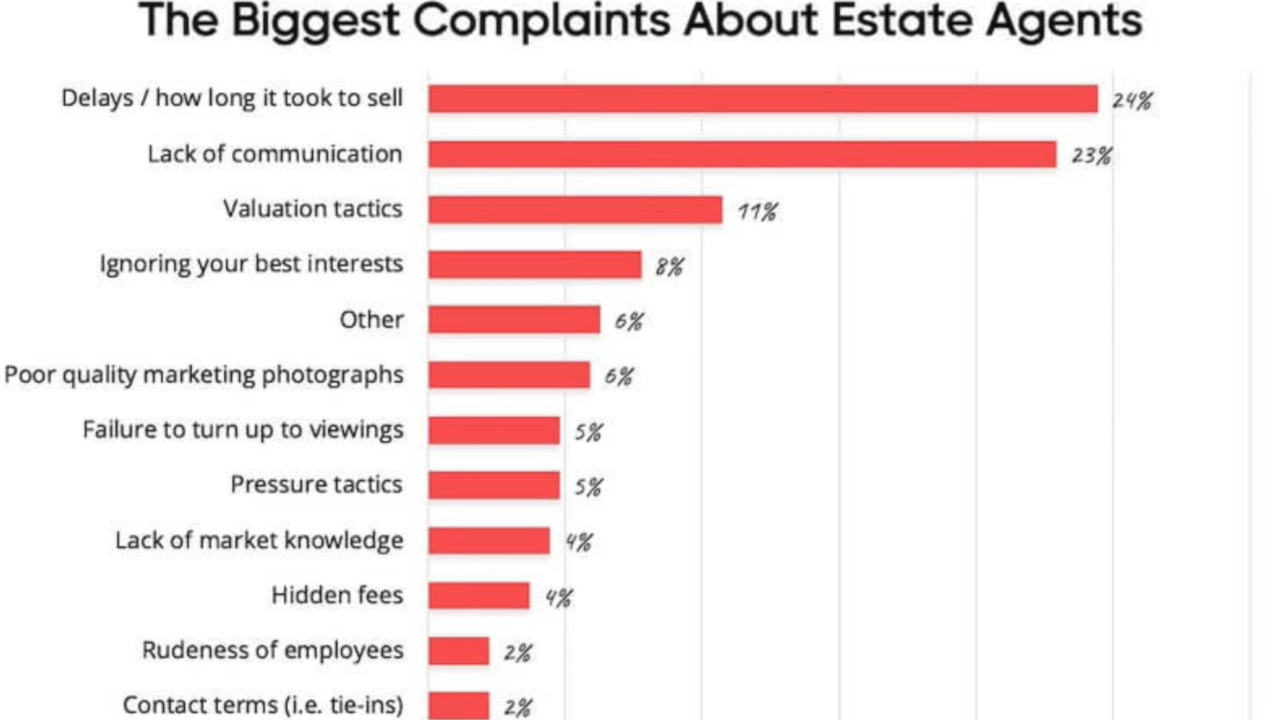 The Biggest Complaints About Estate Agents
Delays / how long it took to sell 24%
Lack of communication 23%
Valuation tactics 11%
Ignoring your best interests 8%
Other 6%
Poor quality marketing photographs 6%
Failure to turn up to viewings 5%
Pressure tactics 5%
Lack of market knowledge 4%
Hidden fees 4%
Rudeness of employees 2%
Contact terms (i.e. tie-ins) 2%